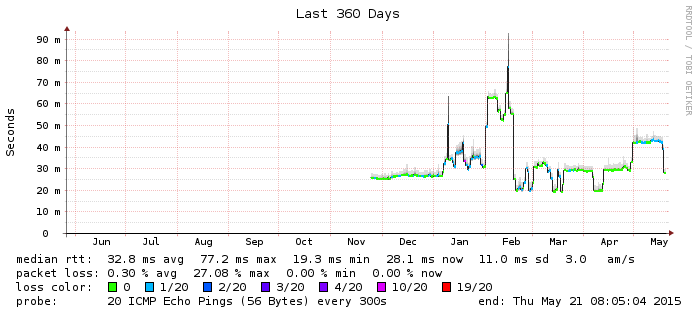 Last 360 Days
RRDTOOL / TOBI OETIKER
Seconds
90 m
80 m
70 m
60 m
50 m
40 m
30 m
20 m
10 m
0
Jun Jul Aug Sep Oct Nov Dec Jan Feb Mar Apr May
median rtt: 32.8 ms avg 77.2 ms max 19.3 ms min 28.1 ms now 11.0 ms sd 3.0 am/s
packet loss: 0.30 % avg 27.08 % max 0.00 % min 0.00 % now
loss color: 0 1/20 2/20 3/20 4/20 10/20 19/20
probe: 20 ICMP Echo Pings (56 Bytes) every 300s end: Thu May 21 08:05:04 2015